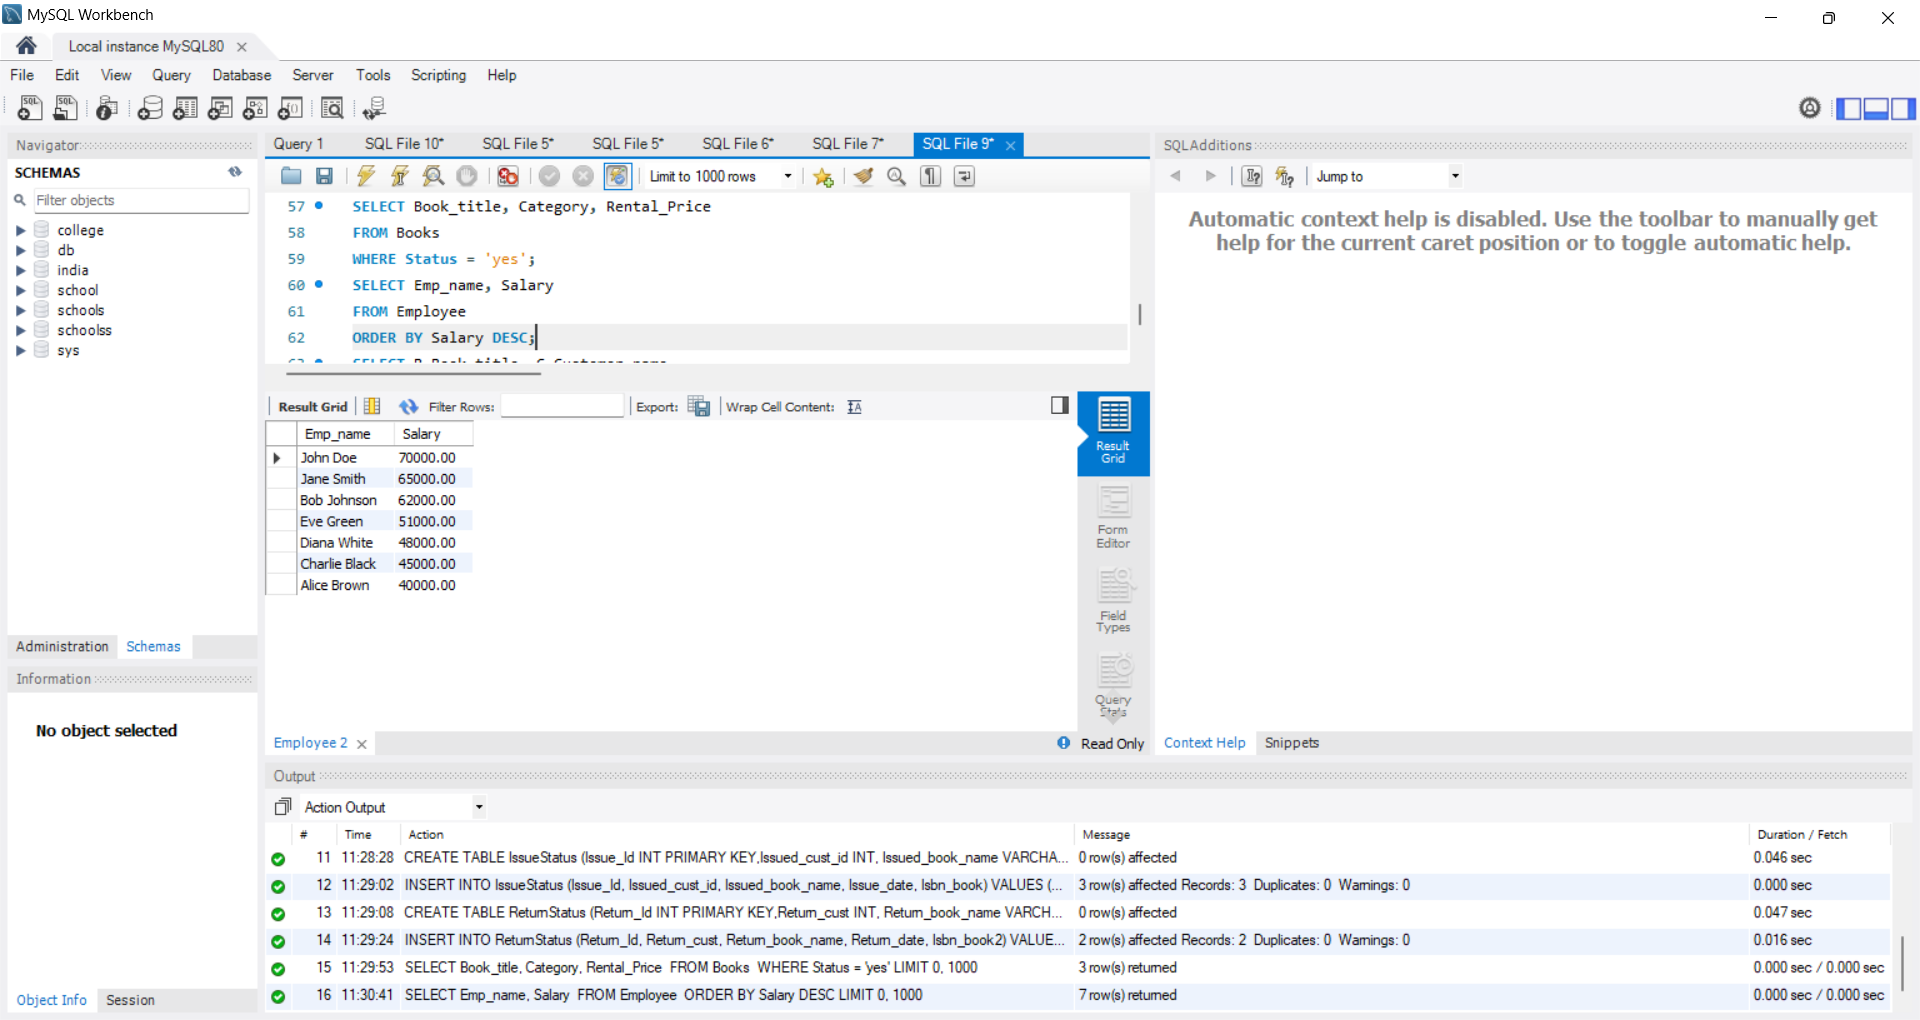 MySQL Workbench
Local instance MySQL80
File Edit View Query Database Server Tools Scripting Help
Navigator
SCHEMAS
Filter objects
college
db
india
school
schools
schoolss
sys
Administration Schemas
Information
No object selected
Object Info Session
Query 1 SQL File 10* SQL File 5* SQL File 5* SQL File 6* SQL File 7* SQL File 9*
Limit to 1000 rows
57 SELECT Book_title, Category, Rental_Price
58 FROM Books
59 WHERE Status = 'yes';
60 SELECT Emp_name, Salary
61 FROM Employee
62 ORDER BY Salary DESC;
63 SELECT B.Book_title, C.Customer_name
Result Grid Filter Rows: Export: Wrap Cell Content:
Emp_name Salary
John Doe 70000.00
Jane Smith 65000.00
Bob Johnson 62000.00
Eve Green 51000.00
Diana White 48000.00
Charlie Black 45000.00
Alice Brown 40000.00
Result
Grid
Form
Editor
Field
Types
Query
Stats
Employee 2
Read Only
SQLAdditions
Jump to
Automatic context help is disabled. Use the toolbar to manually get
help for the current caret position or to toggle automatic help.
Context Help Snippets
Output
Action Output
# Time Action Message Duration / Fetch
11 11:28:28 CREATE TABLE IssueStatus (Issue_Id INT PRIMARY KEY,Issued_cust_id INT, Issued_book_name VARCHA... 0 row(s) affected 0.046 sec
12 11:29:02 INSERT INTO IssueStatus (Issue_Id, Issued_cust_id, Issued_book_name, Issue_date, Isbn_book) VALUES (... 3 row(s) affected Records: 3 Duplicates: 0 Warnings: 0 0.000 sec
13 11:29:08 CREATE TABLE ReturnStatus (Return_Id INT PRIMARY KEY,Return_cust INT, Return_book_name VARCH... 0 row(s) affected 0.047 sec
14 11:29:24 INSERT INTO ReturnStatus (Return_Id, Return_cust, Return_book_name, Return_date, Isbn_book2) VALUE... 2 row(s) affected Records: 2 Duplicates: 0 Warnings: 0 0.016 sec
15 11:29:53 SELECT Book_title, Category, Rental_Price FROM Books WHERE Status = 'yes' LIMIT 0, 1000 3 row(s) returned 0.000 sec / 0.000 sec
16 11:30:41 SELECT Emp_name, Salary FROM Employee ORDER BY Salary DESC LIMIT 0, 1000 7 row(s) returned 0.000 sec / 0.000 sec